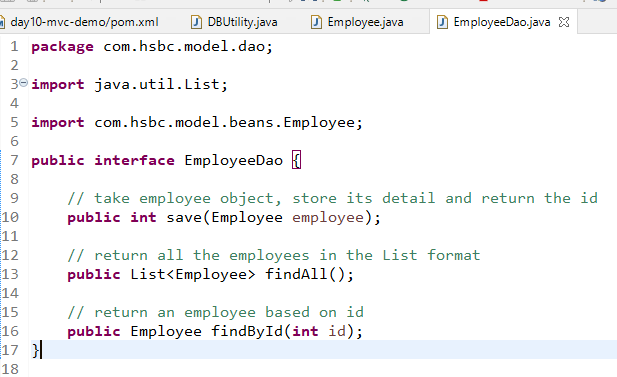 day10-mvc-demo/pom.xml DBUtility.java Employee.java EmployeeDao.java
1 package com.hsbc.model.dao;
2
3 import java.util.List;
4
5 import com.hsbc.model.beans.Employee;
6
7 public interface EmployeeDao {
8
9 // take employee object, store its detail and return the id
10 public int save(Employee employee);
11
12 // return all the employees in the List format
13 public List<Employee> findAll();
14
15 // return an employee based on id
16 public Employee findById(int id);
17 }
18